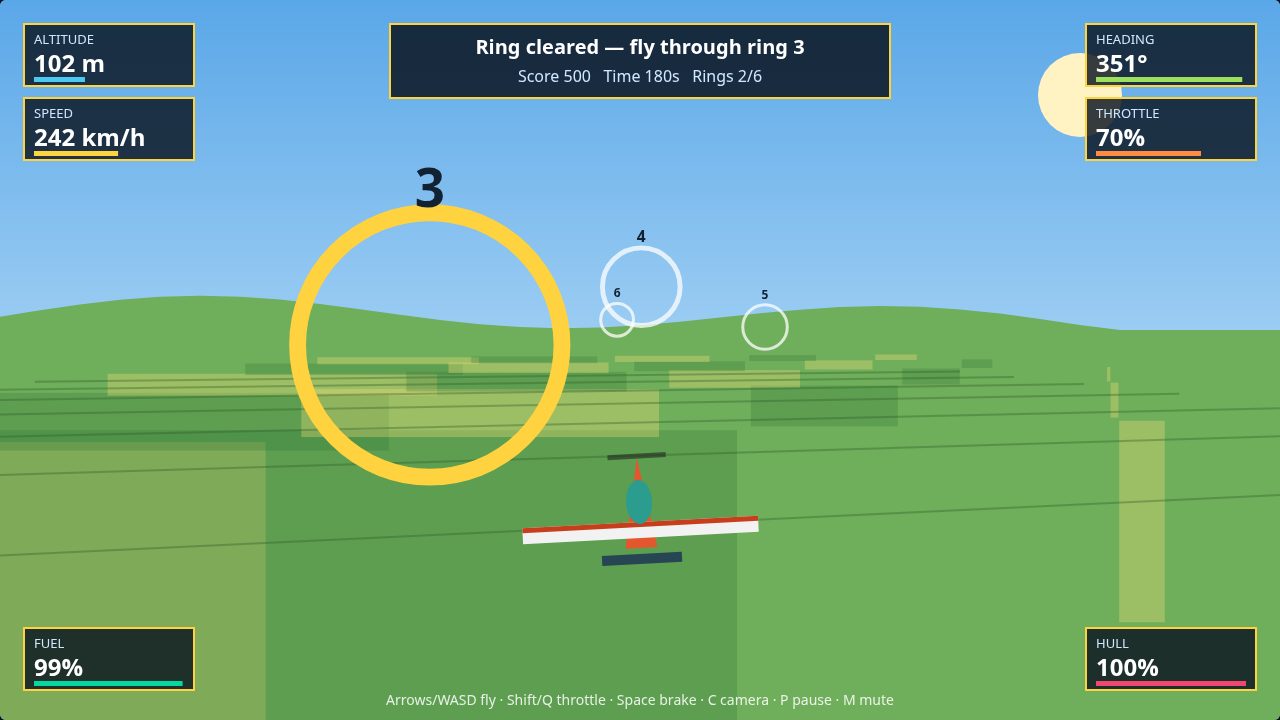 ALTITUDE
102 m
SPEED
242 km/h
Ring cleared — fly through ring 3
Score 500 Time 180s Rings 2/6
HEADING
351°
THROTTLE
70%
3
4
6
5
FUEL
99%
HULL
100%
Arrows/WASD fly · Shift/Q throttle · Space brake · C camera · P pause · M mute